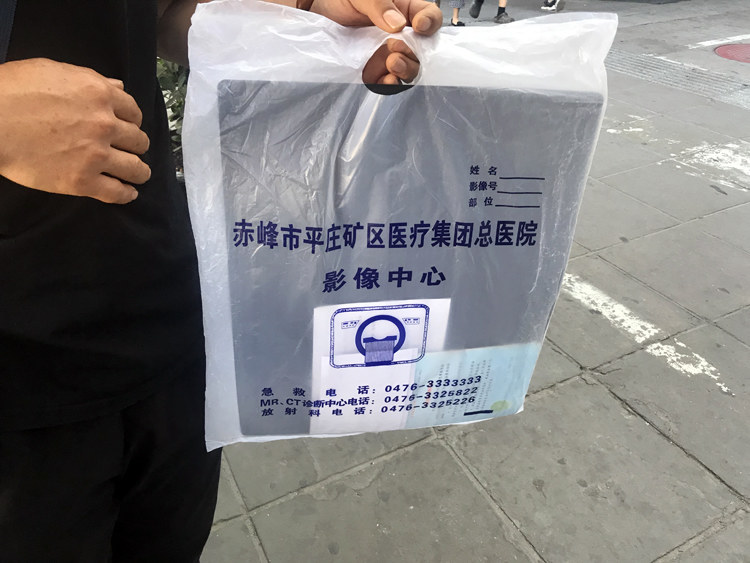 姓名
影像号
部位
赤峰市平庄矿区医疗集团总医院
影像中心
急救电话：0476-3333333
MR、CT诊断中心电话：0476-3325822
放射科电话：0476-3325226